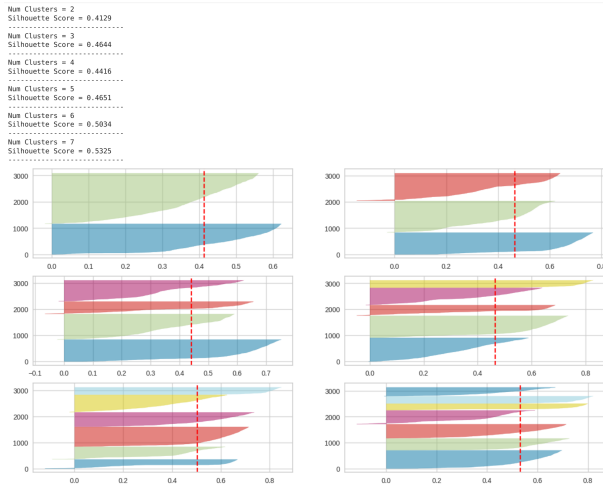 Num Clusters = 2
Silhouette Score = 0.4129
----------------------------
Num Clusters = 3
Silhouette Score = 0.4644
----------------------------
Num Clusters = 4
Silhouette Score = 0.4416
----------------------------
Num Clusters = 5
Silhouette Score = 0.4651
----------------------------
Num Clusters = 6
Silhouette Score = 0.5034
----------------------------
Num Clusters = 7
Silhouette Score = 0.5325
----------------------------
3000
2000
1000
0
0.0 0.1 0.2 0.3 0.4 0.5 0.6
3000
2000
1000
0
0.0 0.2 0.4 0.6 0.8
3000
2000
1000
0
−0.1 0.0 0.1 0.2 0.3 0.4 0.5 0.6 0.7
3000
2000
1000
0
0.0 0.2 0.4 0.6 0.8
3000
2000
1000
0
0.0 0.2 0.4 0.6 0.8
3000
2000
1000
0
0.0 0.2 0.4 0.6 0.8